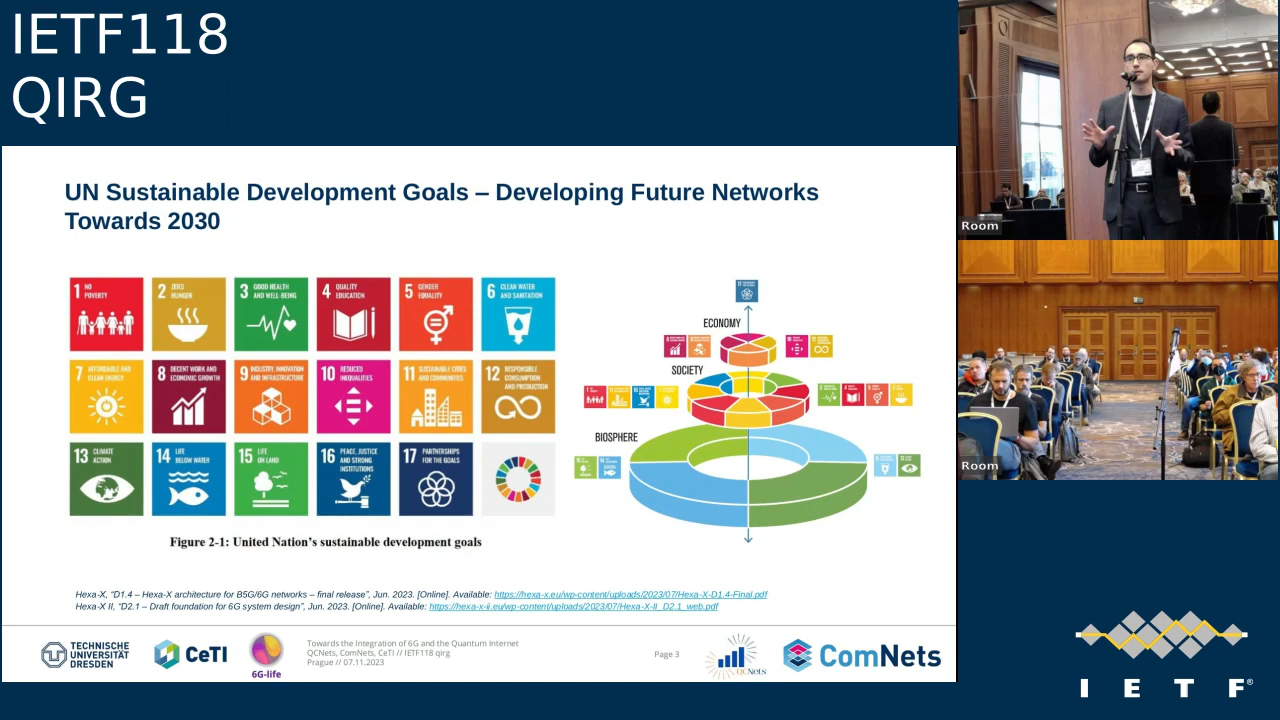 IETF118
QIRG
UN Sustainable Development Goals – Developing Future Networks
Towards 2030
1 NO POVERTY
2 ZERO HUNGER
3 GOOD HEALTH AND WELL-BEING
4 QUALITY EDUCATION
5 GENDER EQUALITY
6 CLEAN WATER AND SANITATION
7 AFFORDABLE AND CLEAN ENERGY
8 DECENT WORK AND ECONOMIC GROWTH
9 INDUSTRY, INNOVATION AND INFRASTRUCTURE
10 REDUCED INEQUALITIES
11 SUSTAINABLE CITIES AND COMMUNITIES
12 RESPONSIBLE CONSUMPTION AND PRODUCTION
13 CLIMATE ACTION
14 LIFE BELOW WATER
15 LIFE ON LAND
16 PEACE, JUSTICE AND STRONG INSTITUTIONS
17 PARTNERSHIPS FOR THE GOALS
ECONOMY
SOCIETY
BIOSPHERE
Figure 2-1: United Nation's sustainable development goals
Hexa-X, "D1.4 – Hexa-X architecture for B5G/6G networks – final release", Jun. 2023. [Online]. Available: https://hexa-x.eu/wp-content/uploads/2023/07/Hexa-X-D1.4-Final.pdf
Hexa-X II, "D2.1 – Draft foundation for 6G system design", Jun. 2023. [Online]. Available: https://hexa-x-ii.eu/wp-content/uploads/2023/07/Hexa-X-II_D2.1_web.pdf
TECHNISCHE
UNIVERSITÄT
DRESDEN
CeTI
6G-life
Towards the Integration of 6G and the Quantum Internet
QCNets, ComNets, CeTI // IETF118 qirg
Prague // 07.11.2023
Page 3
QCNets
ComNets
Room
Room
IETF®